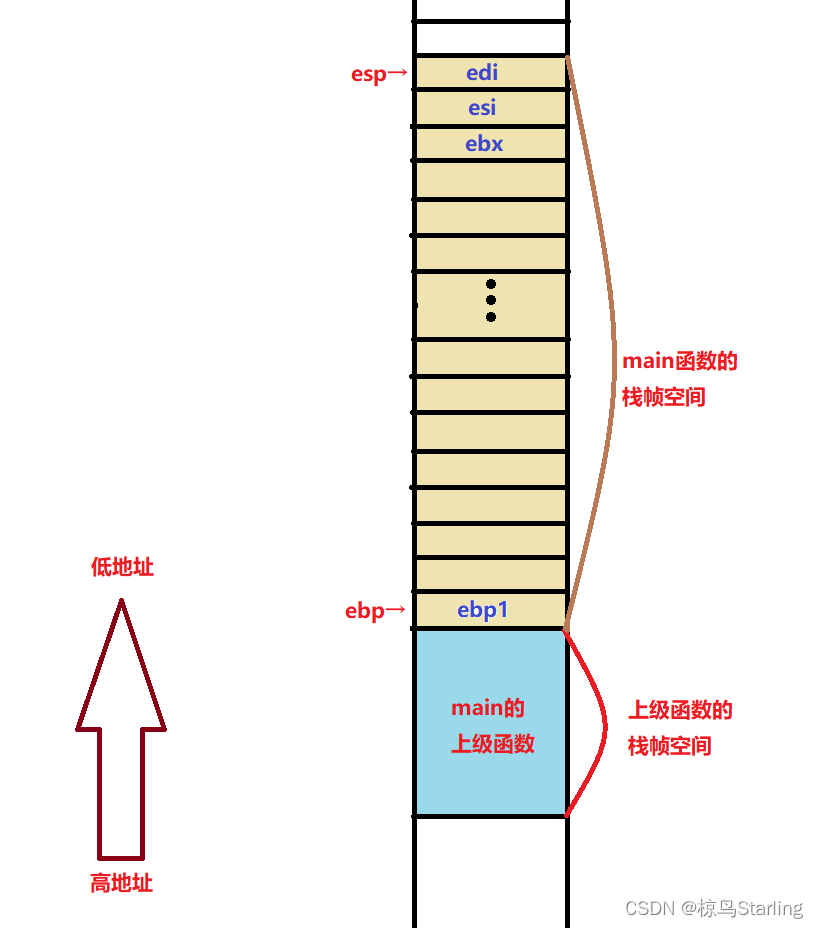 esp→
edi
esi
ebx
main函数的
栈帧空间
低地址
ebp→
ebp1
main的
上级函数
上级函数的
栈帧空间
高地址
CSDN @椋鸟Starling